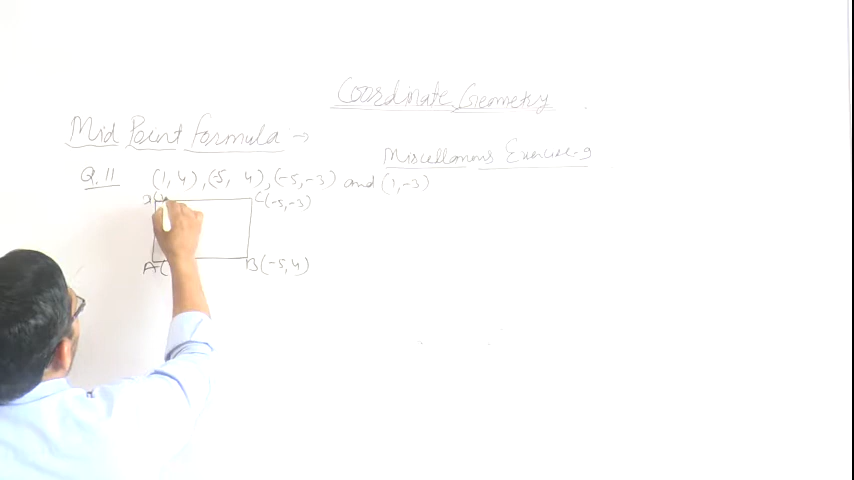 Coordinate Geometry
Mid Point Formula →
Miscellanous Exercise-9
Q.11 (1, 4), (-5, 4), (-5, -3) and (1, -3)
C(-5, -3)
A(
B(-5, 4)